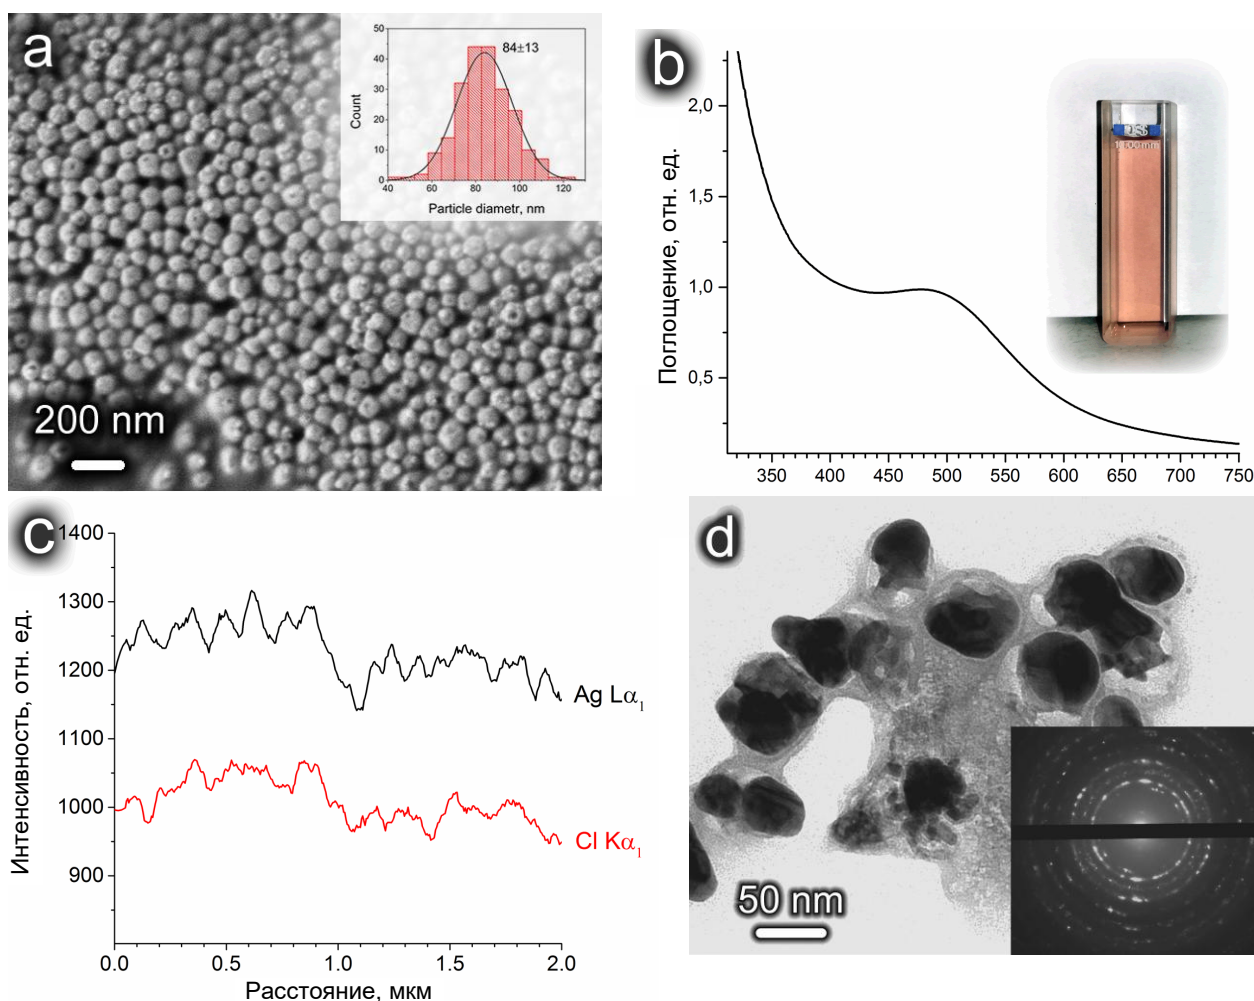 a
50
40
30
20
10
0
Count
84±13
40 60 80 100 120
Particle diametr, nm
200 nm
b
Поглощение, отн. ед.
2,0
1,5
1,0
0,5
350 400 450 500 550 600 650 700 750
c
Интенсивность, отн. ед.
1400
1300
1200
1100
1000
900
Ag Lα₁
Cl Kα₁
0.0 0.5 1.0 1.5 2.0
Расстояние, мкм
d
50 nm